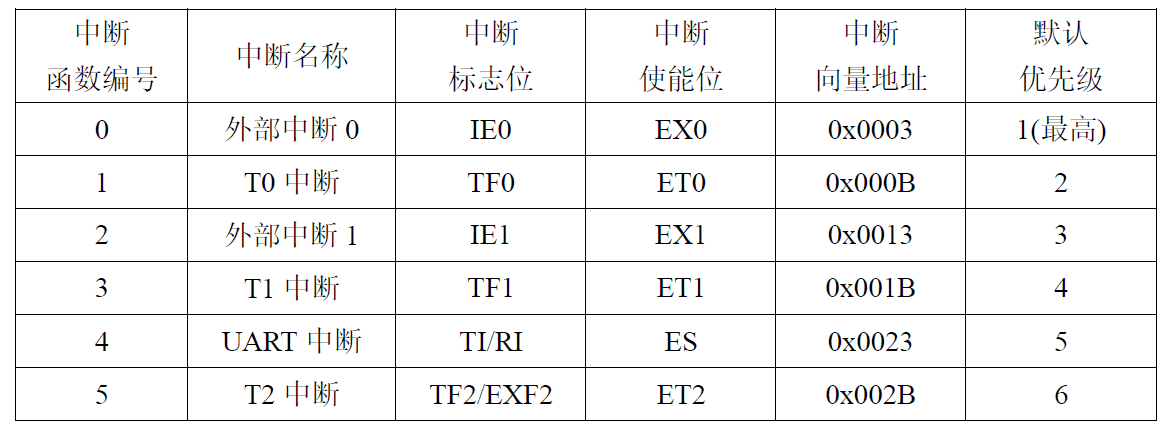 中断
函数编号
中断名称
中断
标志位
中断
使能位
中断
向量地址
默认
优先级
0 外部中断 0 IE0 EX0 0x0003 1(最高)
1 T0 中断 TF0 ET0 0x000B 2
2 外部中断 1 IE1 EX1 0x0013 3
3 T1 中断 TF1 ET1 0x001B 4
4 UART 中断 TI/RI ES 0x0023 5
5 T2 中断 TF2/EXF2 ET2 0x002B 6